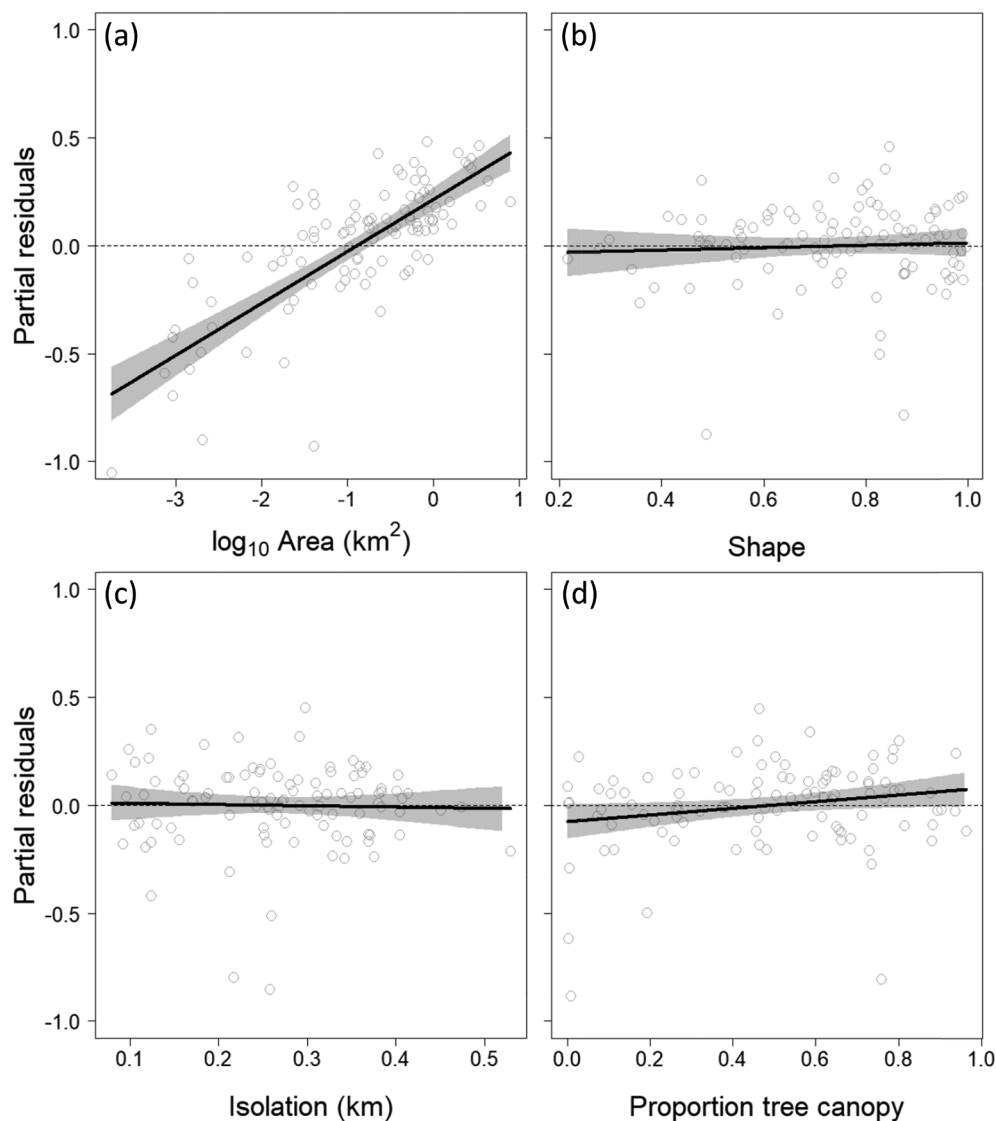 (a)
(b)
1.0
0.5
0.0
-0.5
-1.0
Partial residuals
-3 -2 -1 0 1
0.2 0.4 0.6 0.8 1.0
log₁₀ Area (km²)
Shape
(c)
(d)
1.0
0.5
0.0
-0.5
-1.0
Partial residuals
0.1 0.2 0.3 0.4 0.5
0.0 0.2 0.4 0.6 0.8 1.0
Isolation (km)
Proportion tree canopy